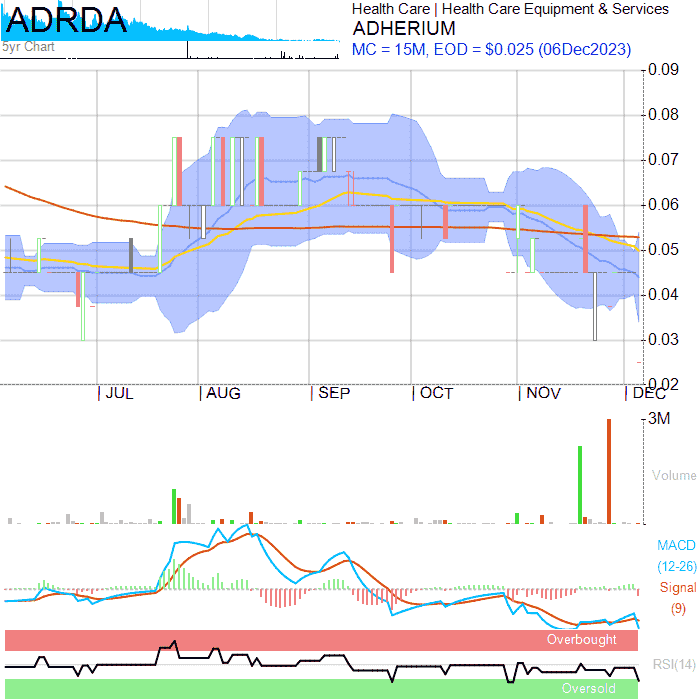 ADRDA
5yr Chart
Health Care | Health Care Equipment & Services
ADHERIUM
MC = 15M, EOD = $0.025 (06Dec2023)
0.09
0.08
0.07
0.06
0.05
0.04
0.03
0.02
JUL
AUG
SEP
OCT
NOV
DEC
3M
Volume
MACD
(12-26)
Signal
(9)
Overbought
RSI(14)
Oversold